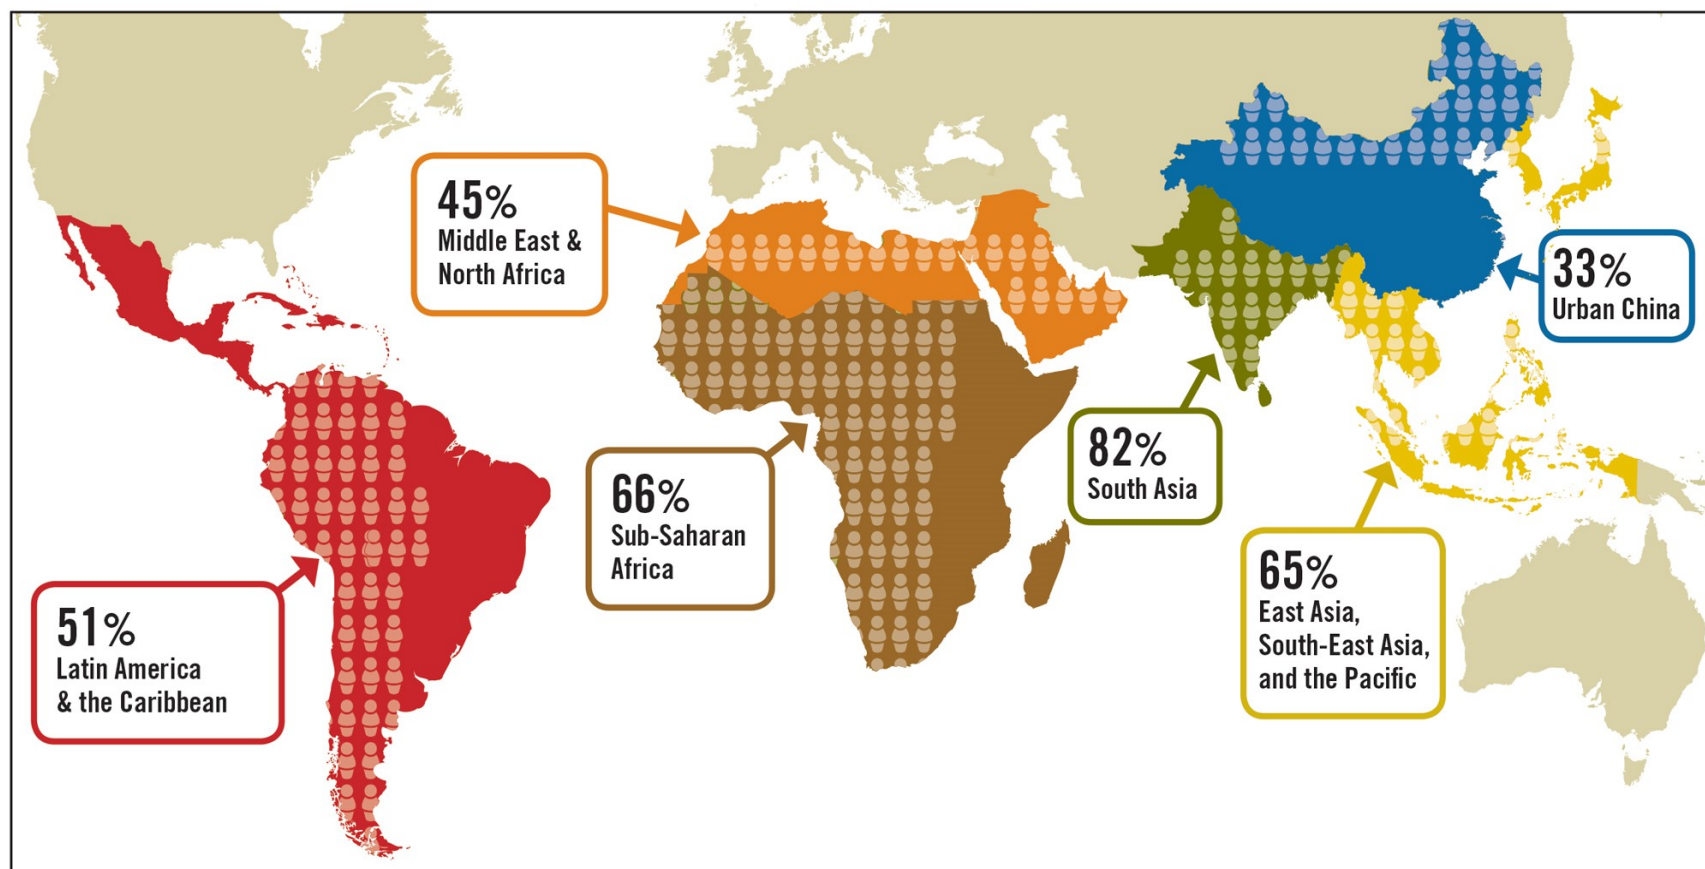 45%
Middle East &
North Africa
33%
Urban China
82%
South Asia
66%
Sub-Saharan
Africa
65%
East Asia,
South-East Asia,
and the Pacific
51%
Latin America
& the Caribbean